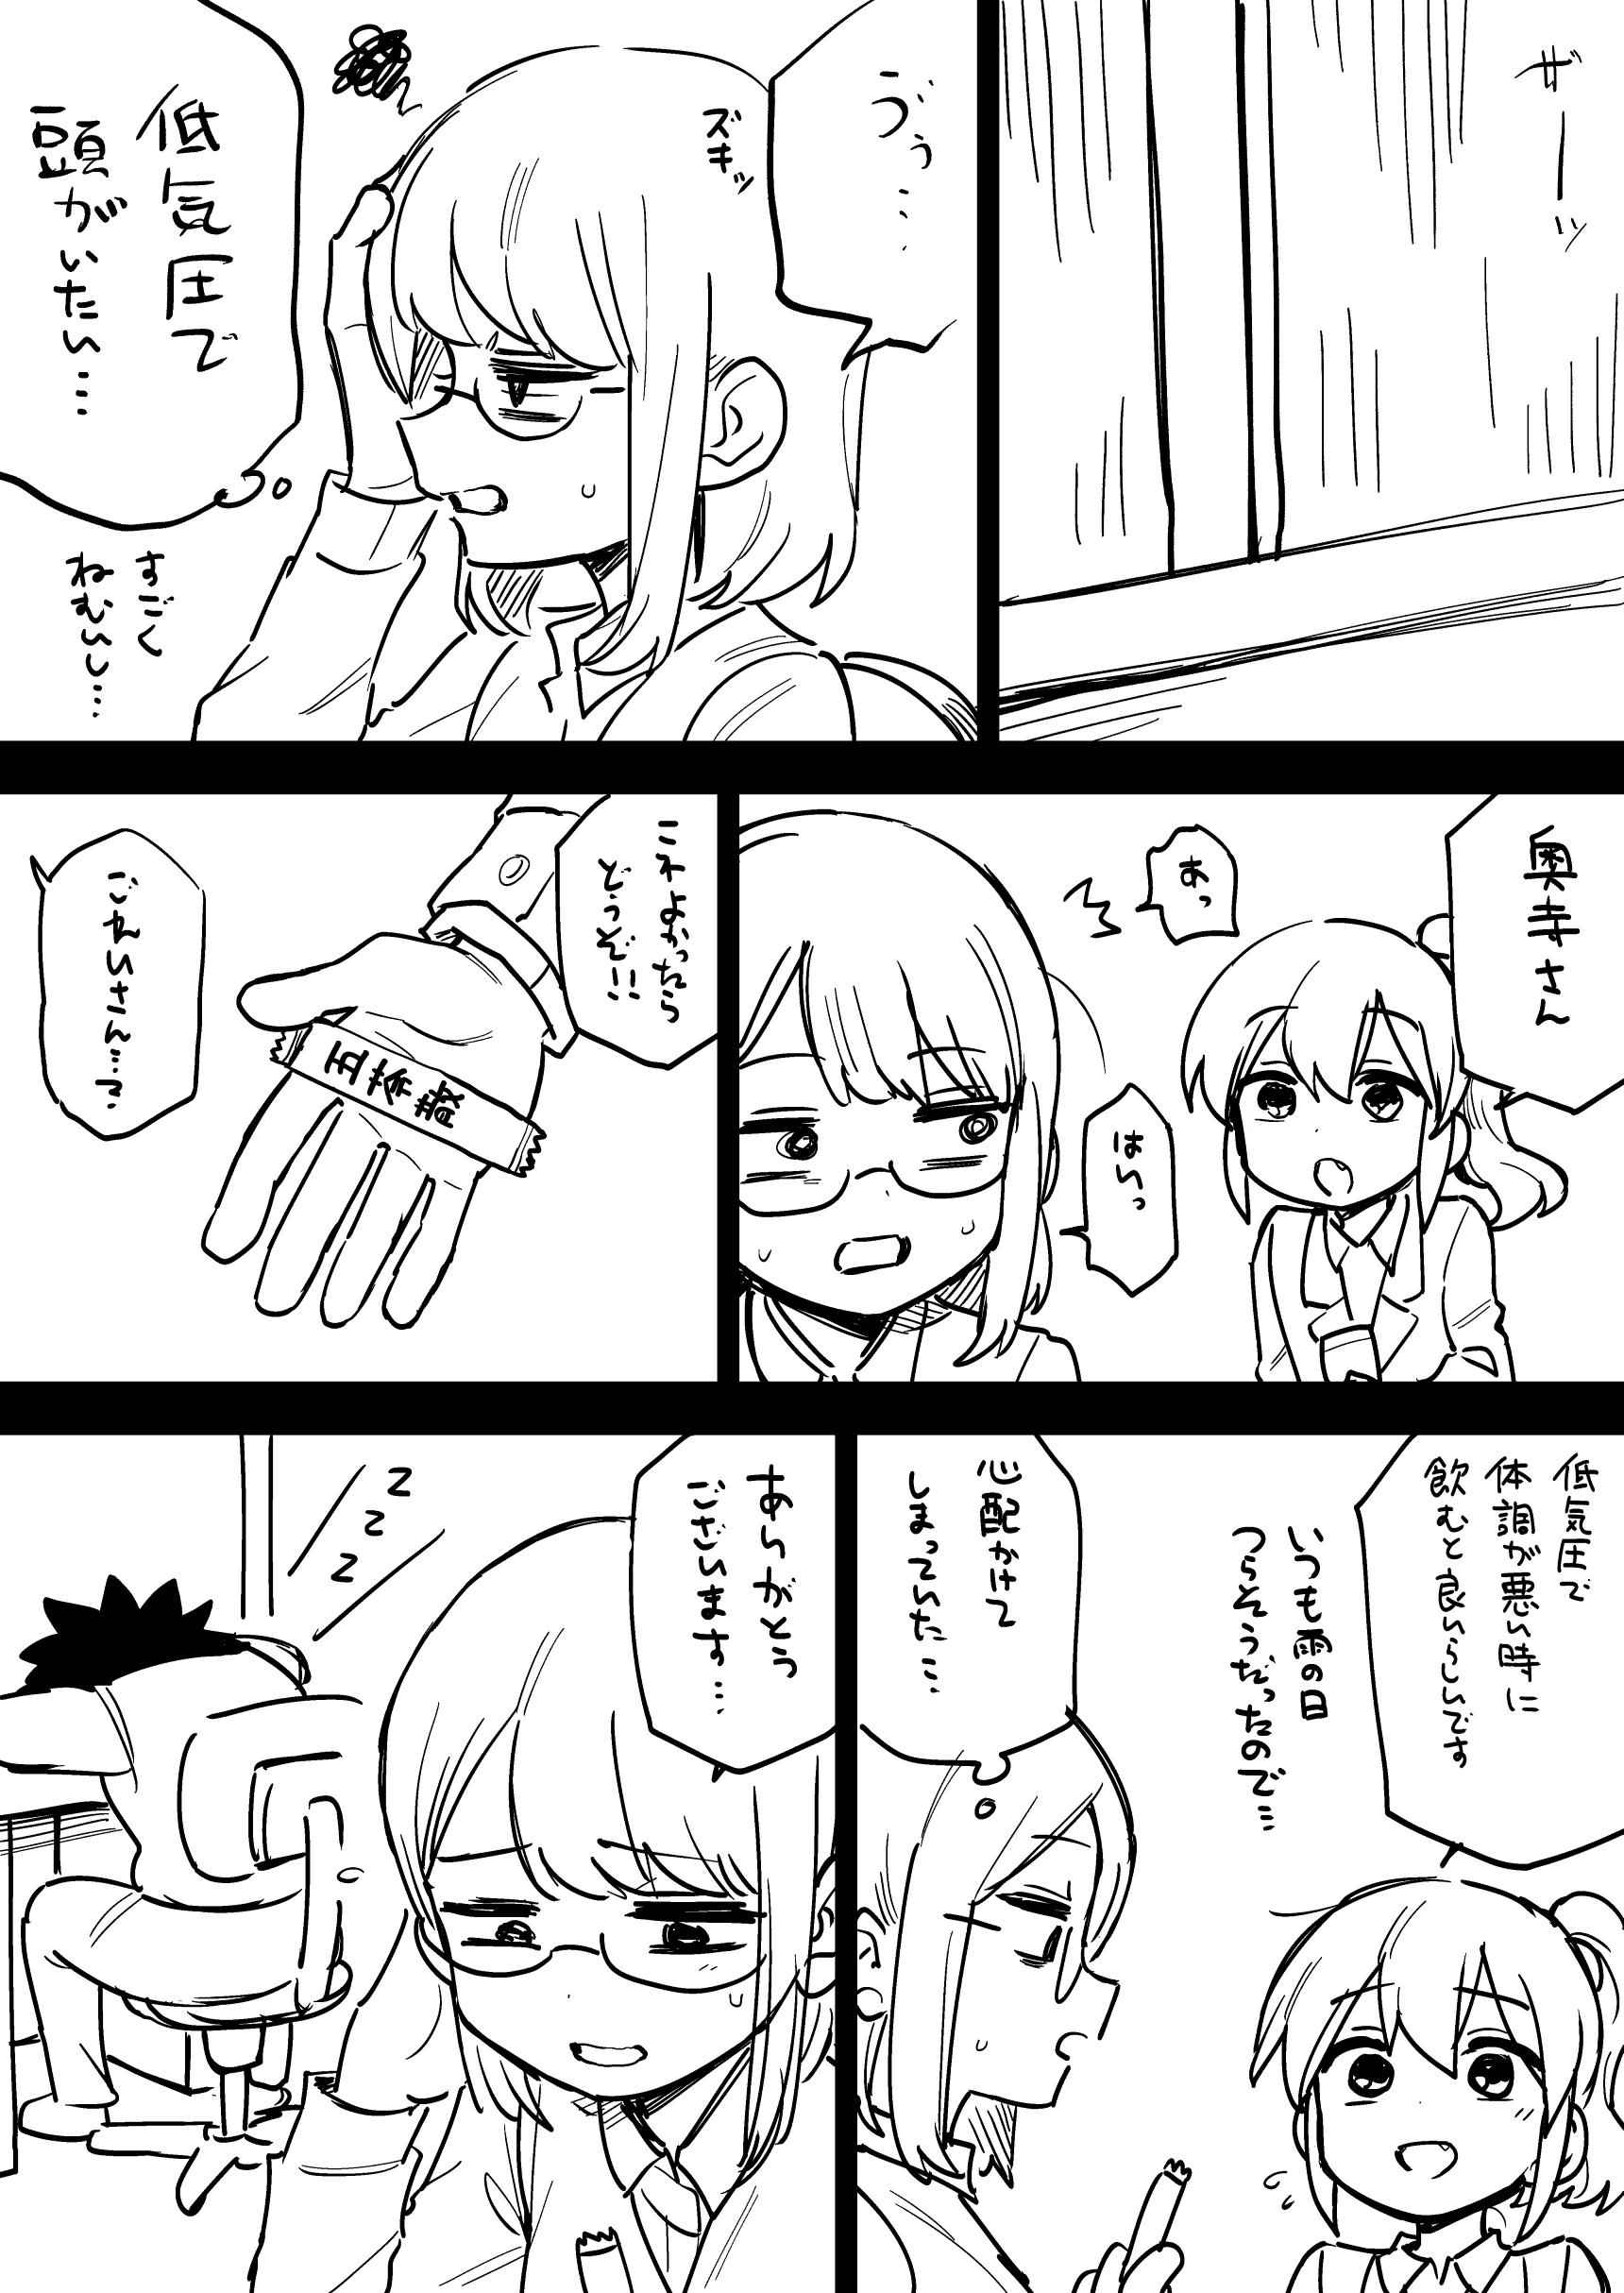 ザーッ
ゔぅ…
ズキッ
低気圧で
頭がいたい…
すごく
ねむいし…
奥寺さん
あっ
はいっ
これよかったら
どうぞ!!
五苓散
ごれいさん…?
低気圧で
体調が悪い時に
飲むと良いらしいです
いつも雨の日
つらそうだったので…
心配かけて
しまっていた…
ありがとう
ございます…
zzz